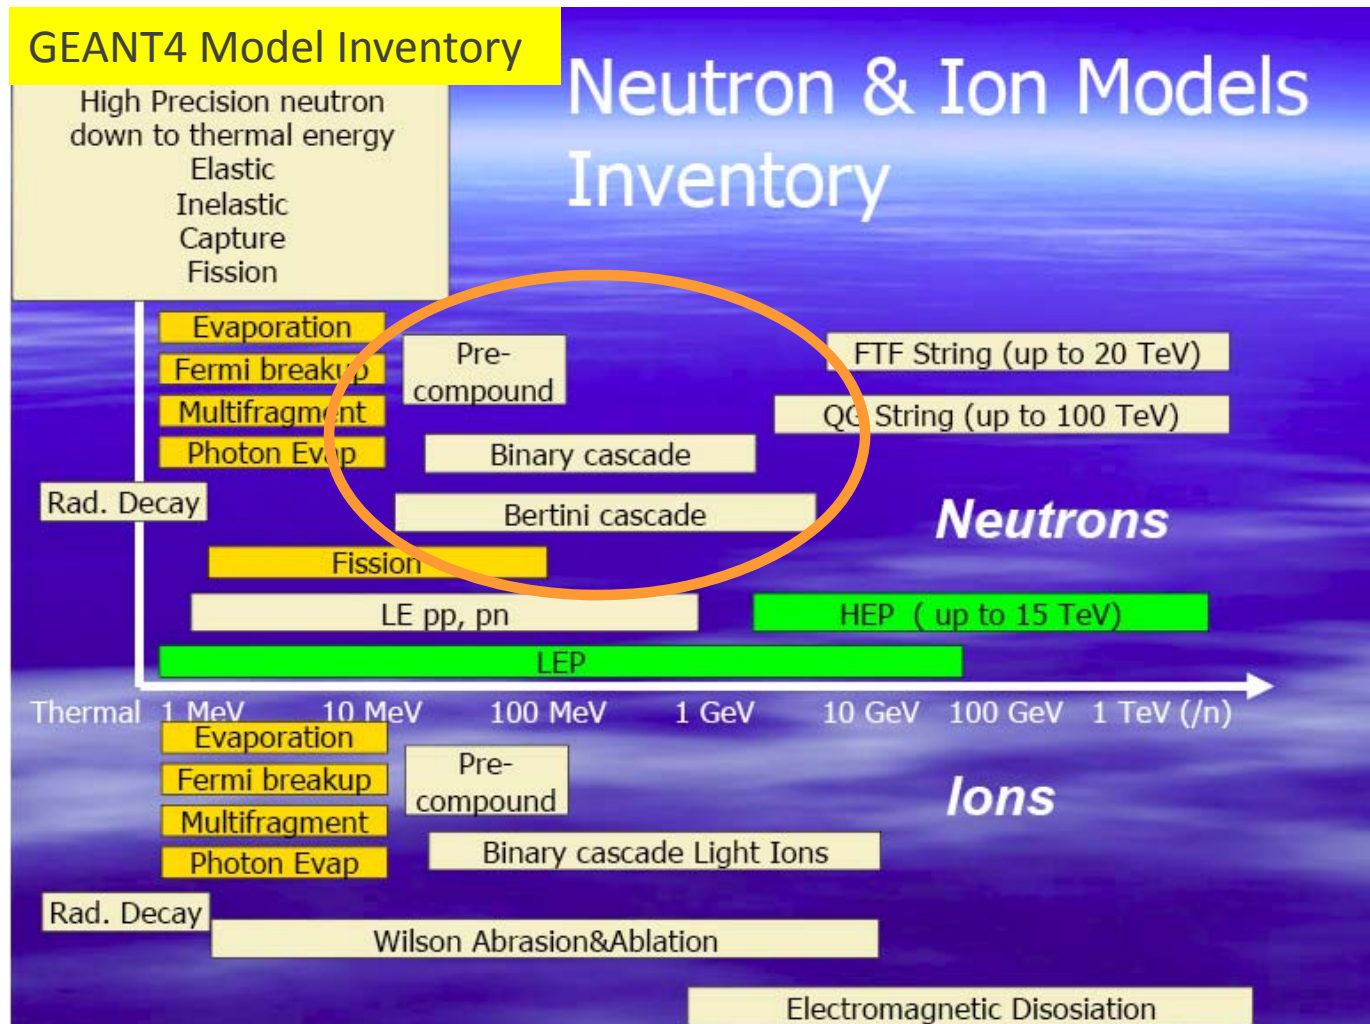 GEANT4 Model Inventory
Neutron & Ion Models
Inventory
High Precision neutron
down to thermal energy
Elastic
Inelastic
Capture
Fission
Evaporation
Fermi breakup
Multifragment
Photon Evap
Pre-
compound
FTF String (up to 20 TeV)
QG String (up to 100 TeV)
Binary cascade
Rad. Decay
Bertini cascade
Neutrons
Fission
LE pp, pn
HEP ( up to 15 TeV)
LEP
Thermal 1 MeV 10 MeV 100 MeV 1 GeV 10 GeV 100 GeV 1 TeV (/n)
Evaporation
Fermi breakup
Multifragment
Photon Evap
Pre-
compound
Ions
Binary cascade Light Ions
Rad. Decay
Wilson Abrasion&Ablation
Electromagnetic Disosiation